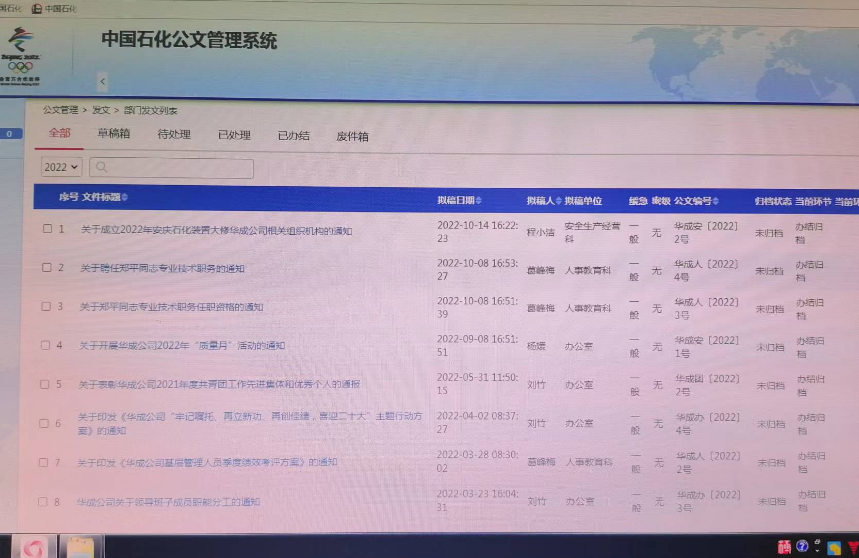 中国石化
中国石化公文管理系统
<
公文管理 > 发文 > 部门发文列表
全部 草稿箱 待处理 已处理 已办结 废件箱
0
2022
序号 文件标题 拟稿日期 拟稿人 拟稿单位 缓急 密级 公文编号 归档状态 当前环节
1 关于成立2022年安庆石化装置大修华成公司相关组织机构的通知 2022-10-14 16:22:23 程小洁 安全生产经营科 一般 无 华成安〔2022〕2号 未归档 办结归档
2 关于聘任郑平同志专业技术职务的通知 2022-10-08 16:53:27 葛峰梅 人事教育科 一般 无 华成人〔2022〕4号 未归档 办结归档
3 关于郑平同志专业技术职务任职资格的通知 2022-10-08 16:51:39 葛峰梅 人事教育科 一般 无 华成人〔2022〕3号 未归档 办结归档
4 关于开展华成公司2022年“质量月”活动的通知 2022-09-08 16:51:51 杨媛 办公室 一般 无 华成安〔2022〕1号 未归档 办结归档
5 关于表彰华成公司2021年度共青团工作先进集体和优秀个人的通报 2022-05-31 11:50:15 刘竹 办公室 一般 无 华成团〔2022〕2号 未归档 办结归档
6 关于印发《华成公司“牢记嘱托、再立新功、再创佳绩，喜迎二十大”主题行动方案》的通知 2022-04-02 08:37:27 刘竹 办公室 一般 无 华成办〔2022〕4号 未归档 办结归档
7 关于印发《华成公司基层管理人员季度绩效考评方案》的通知 2022-03-28 08:30:02 葛峰梅 人事教育科 一般 无 华成人〔2022〕2号 未归档 办结归档
8 华成公司关于领导班子成员职能分工的通知 2022-03-23 16:04:31 刘竹 办公室 一般 无 华成办〔2022〕3号 未归档 办结归档